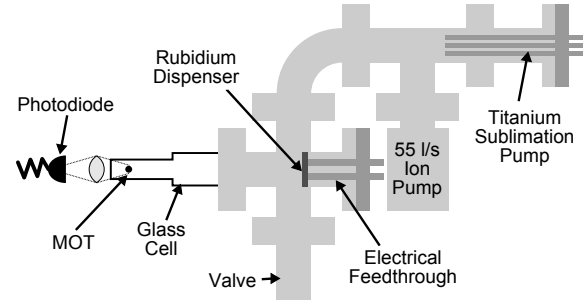 Rubidium
Dispenser
Photodiode
Titanium
Sublimation
Pump
55 l/s
Ion
Pump
MOT
Glass
Cell
Electrical
Feedthrough
Valve